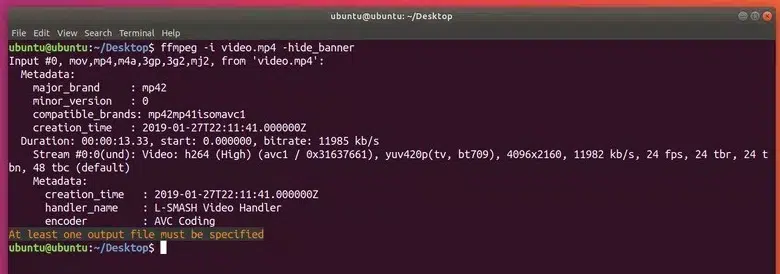 ubuntu@ubuntu: ~/Desktop
File Edit View Search Terminal Help
ubuntu@ubuntu:~/Desktop$ ffmpeg -i video.mp4 -hide_banner
Input #0, mov,mp4,m4a,3gp,3g2,mj2, from 'video.mp4':
  Metadata:
    major_brand     : mp42
    minor_version   : 0
    compatible_brands: mp42mp41isomavc1
    creation_time   : 2019-01-27T22:11:41.000000Z
  Duration: 00:00:13.33, start: 0.000000, bitrate: 11985 kb/s
    Stream #0:0(und): Video: h264 (High) (avc1 / 0x31637661), yuv420p(tv, bt709), 4096x2160, 11982 kb/s, 24 fps, 24 tbr, 24 t
bn, 48 tbc (default)
    Metadata:
      creation_time   : 2019-01-27T22:11:41.000000Z
      handler_name    : L-SMASH Video Handler
      encoder         : AVC Coding
At least one output file must be specified
ubuntu@ubuntu:~/Desktop$